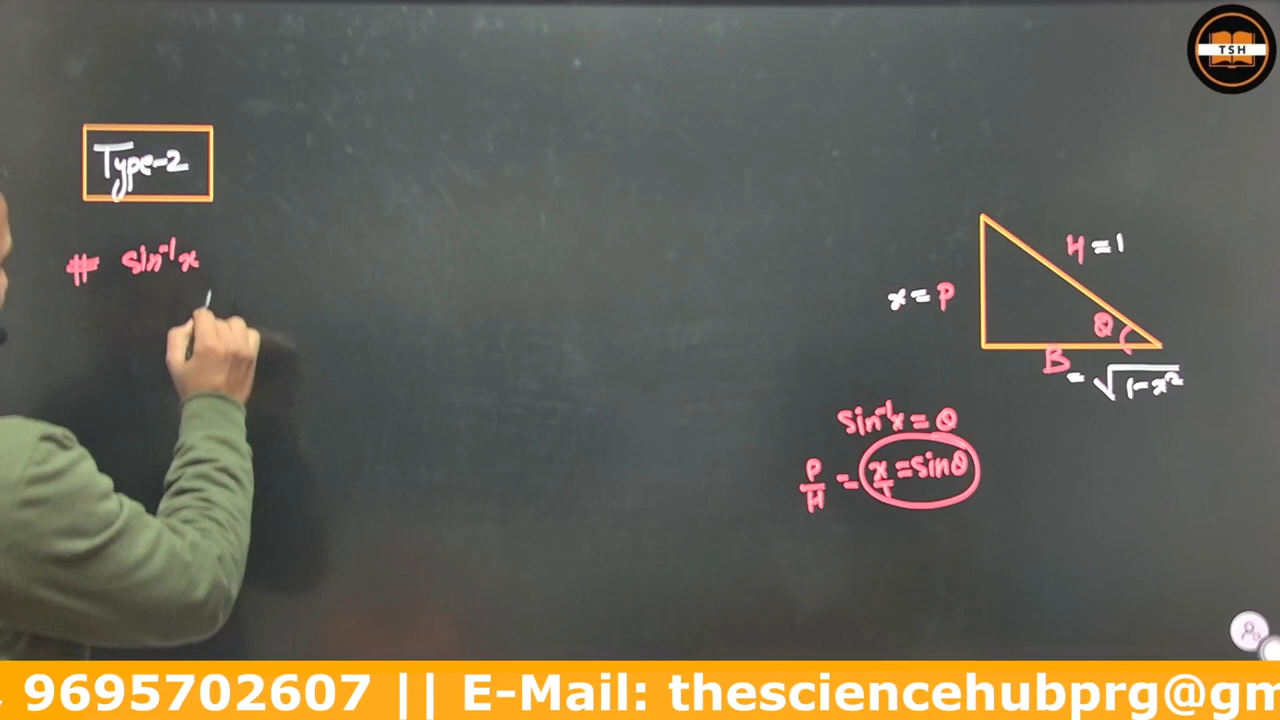 TSH
Type-2
# sin⁻¹x
H = 1
x = P
θ
B = √1-x²
sin⁻¹x = θ
P/H = x/1 = sinθ
9695702607 || E-Mail: thesciencehubprg@gm